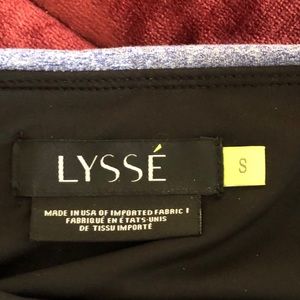 LYSSÉ
S
MADE IN USA OF IMPORTED FABRIC
FABRIQUÉ EN ÉTATS-UNIS
DE TISSU IMPORTÉ